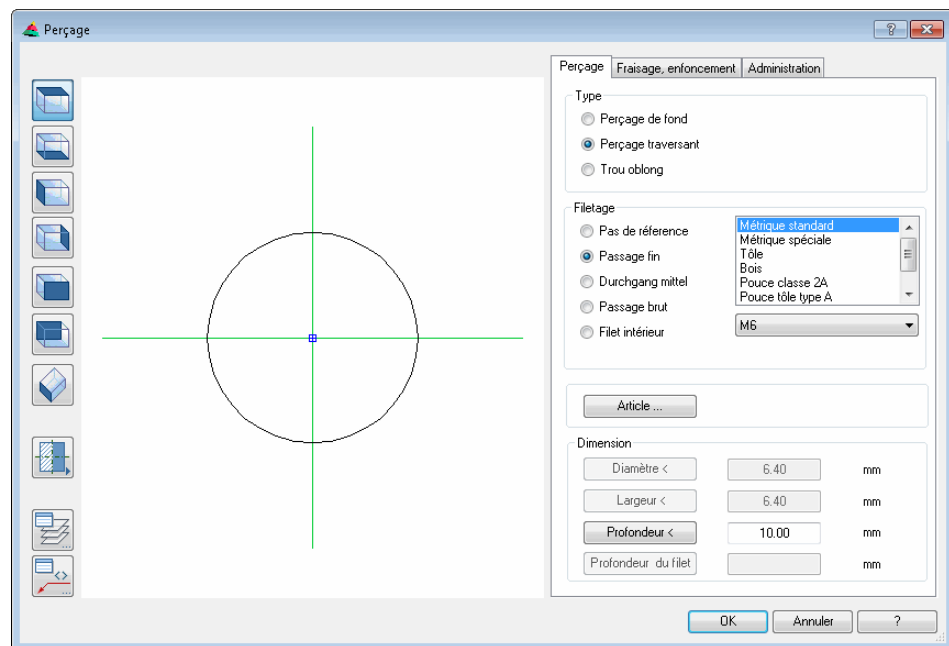 Perçage
Perçage Fraisage, enfoncement Administration
Type
Perçage de fond
Perçage traversant
Trou oblong
Filetage
Pas de réference
Passage fin
Durchgang mittel
Passage brut
Filet intérieur
Métrique standard
Métrique spéciale
Tôle
Bois
Pouce classe 2A
Pouce tôle type A
M6
Article ...
Dimension
Diamètre < 6.40 mm
Largeur < 6.40 mm
Profondeur < 10.00 mm
Profondeur du filet mm
OK Annuler ?